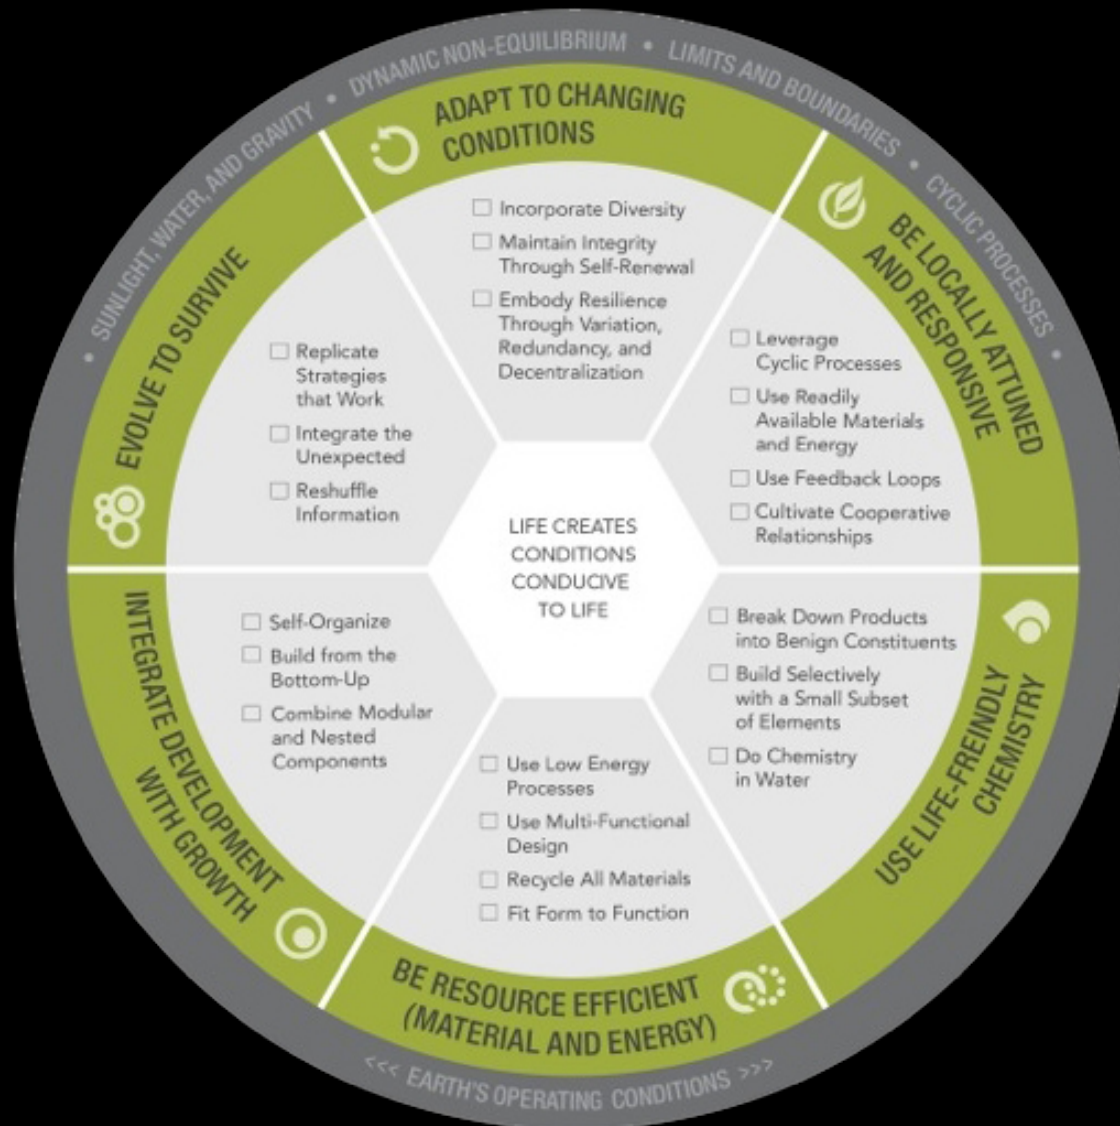 • SUNLIGHT, WATER, AND GRAVITY • DYNAMIC NON-EQUILIBRIUM • LIMITS AND BOUNDARIES • CYCLIC PROCESSES •
ADAPT TO CHANGING
CONDITIONS
Incorporate Diversity
Maintain Integrity
Through Self-Renewal
Embody Resilience
Through Variation,
Redundancy, and
Decentralization
BE LOCALLY ATTUNED
AND RESPONSIVE
Leverage
Cyclic Processes
Use Readily
Available Materials
and Energy
Use Feedback Loops
Cultivate Cooperative
Relationships
USE LIFE-FREINDLY
CHEMISTRY
Break Down Products
into Benign Constituents
Build Selectively
with a Small Subset
of Elements
Do Chemistry
in Water
BE RESOURCE EFFICIENT
(MATERIAL AND ENERGY)
Use Low Energy
Processes
Use Multi-Functional
Design
Recycle All Materials
Fit Form to Function
INTEGRATE DEVELOPMENT
WITH GROWTH
Self-Organize
Build from the
Bottom-Up
Combine Modular
and Nested
Components
EVOLVE TO SURVIVE
Replicate
Strategies
that Work
Integrate the
Unexpected
Reshuffle
Information
LIFE CREATES
CONDITIONS
CONDUCIVE
TO LIFE
<<< EARTH'S OPERATING CONDITIONS >>>